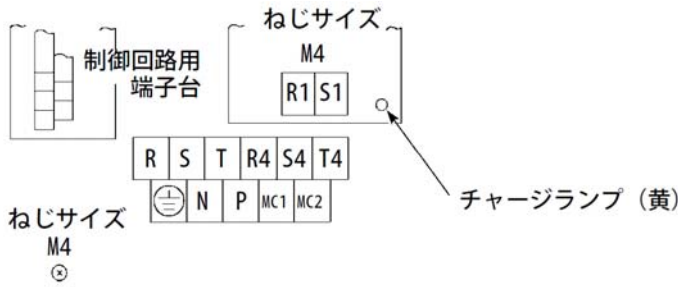 ねじサイズ
M4
制御回路用
端子台
R1 S1
R S T R4 S4 T4
N P MC1 MC2
チャージランプ（黄）
ねじサイズ
M4